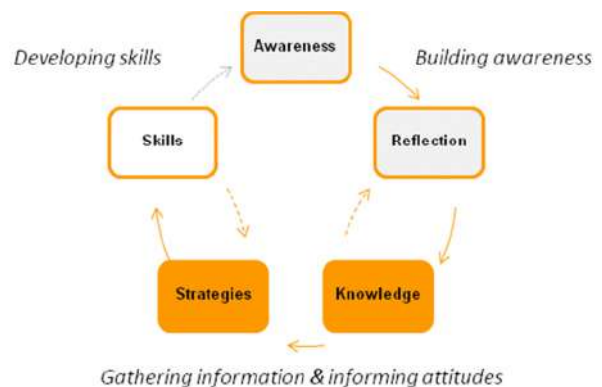 Awareness
Developing skills
Building awareness
Skills
Reflection
Strategies
Knowledge
Gathering information & informing attitudes